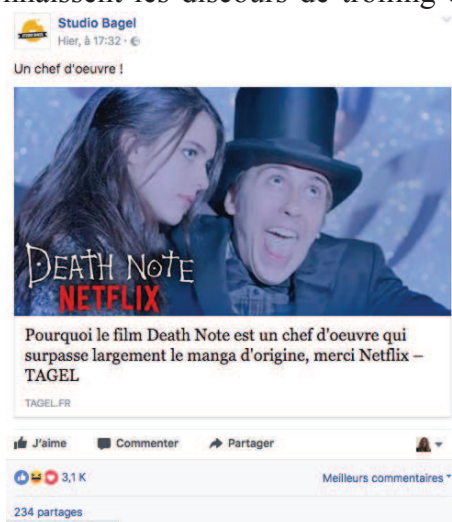 Studio Bagel
Hier, à 17:32 ·
Un chef d'oeuvre !
DEATH NOTE
NETFLIX
Pourquoi le film Death Note est un chef d'oeuvre qui
surpasse largement le manga d'origine, merci Netflix –
TAGEL
TAGEL.FR
J'aime Commenter Partager
3,1 K Meilleurs commentaires
234 partages